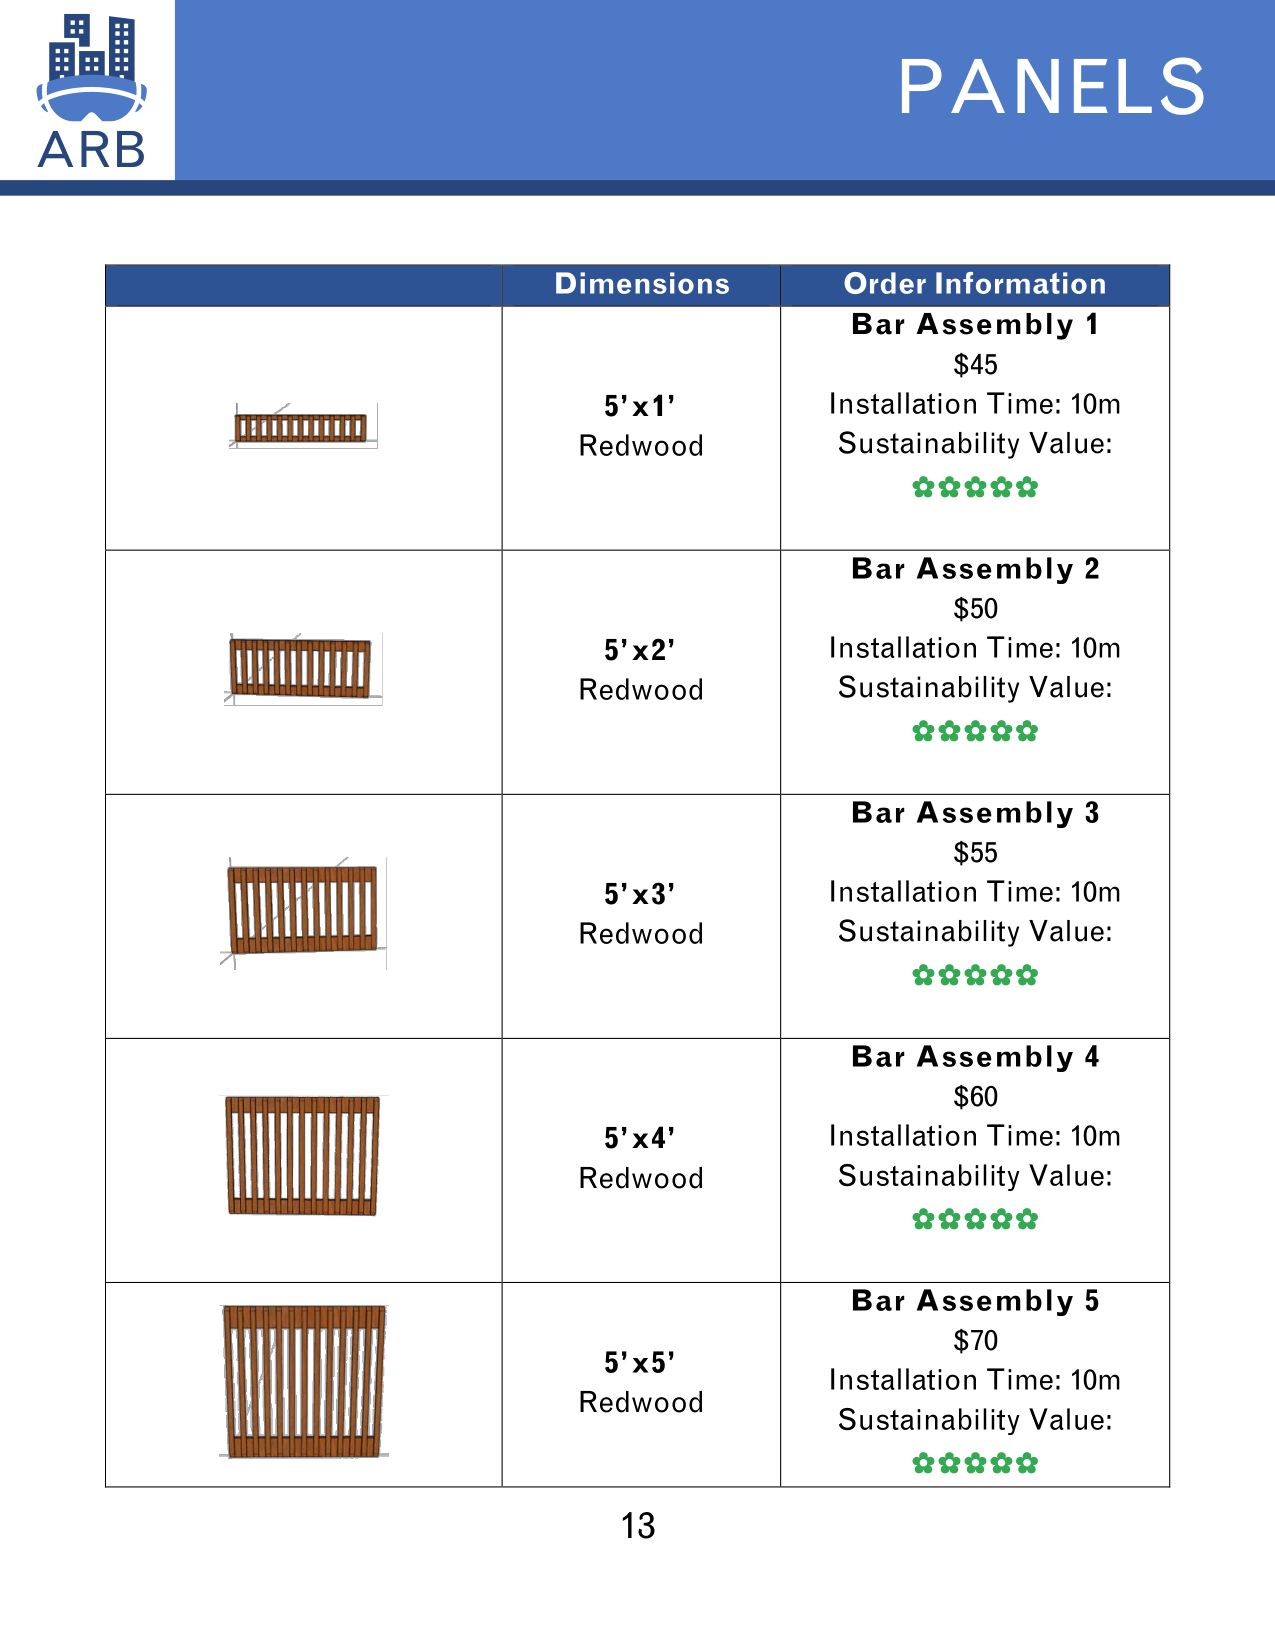 ARB
PANELS
Dimensions
Order Information
5’x1’
Redwood
Bar Assembly 1
$45
Installation Time: 10m
Sustainability Value:
✿✿✿✿✿
5’x2’
Redwood
Bar Assembly 2
$50
Installation Time: 10m
Sustainability Value:
✿✿✿✿✿
5’x3’
Redwood
Bar Assembly 3
$55
Installation Time: 10m
Sustainability Value:
✿✿✿✿✿
5’x4’
Redwood
Bar Assembly 4
$60
Installation Time: 10m
Sustainability Value:
✿✿✿✿✿
5’x5’
Redwood
Bar Assembly 5
$70
Installation Time: 10m
Sustainability Value:
✿✿✿✿✿
13